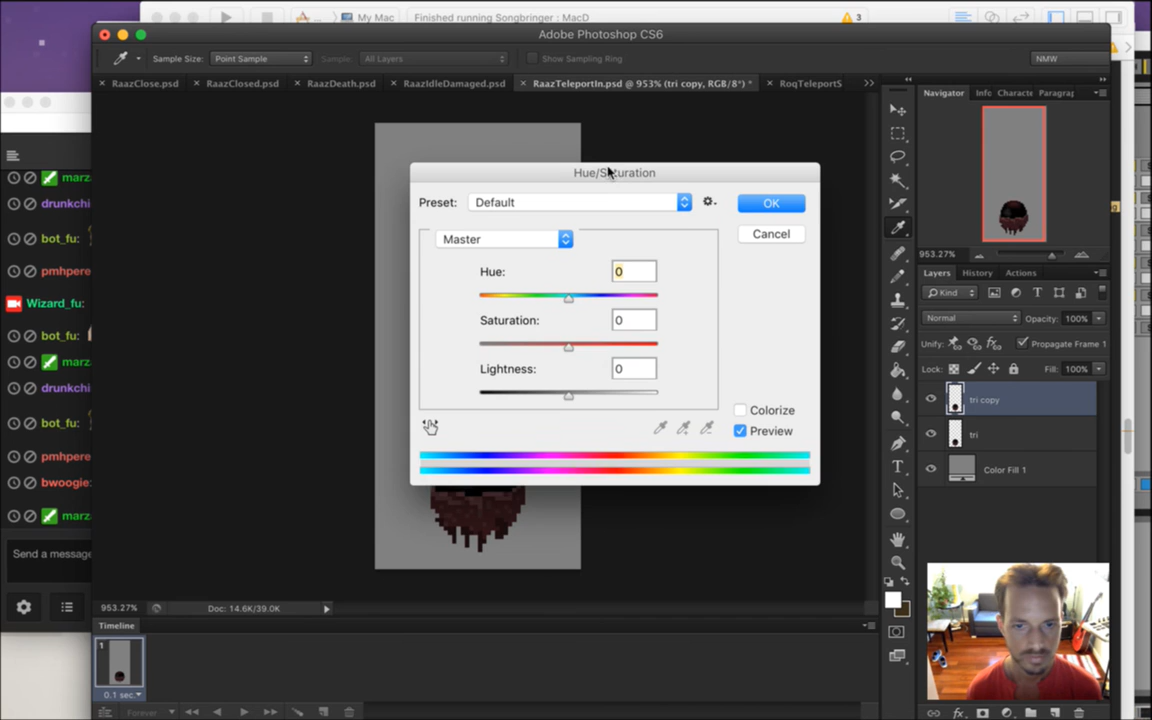 My Mac
Finished running Songbringer : MacD
3
Adobe Photoshop CS6
Sample Size: Point Sample
Sample: All Layers
Show Sampling Ring
NMW
RaazClose.psd
RaazClosed.psd
RaazDeath.psd
RaazIdleDamaged.psd
RaazTeleportIn.psd @ 953% (tri copy, RGB/8*) *
RoqTeleportS
Navigator
Info
Characte
Paragraj
Hue/Saturation
Preset: Default
OK
Master
Cancel
Hue: 0
Saturation: 0
Lightness: 0
Colorize
Preview
marz
drunkchi
bot_fu:
pmhpere
Wizard_fu:
bot_fu:
marz
drunkchi
bot_fu:
pmhpere
bwoogie:
marz
Send a message
953.27%
Layers
History
Actions
Kind
Normal
Opacity: 100%
Unify:
Propagate Frame 1
Lock:
Fill: 100%
tri copy
tri
Color Fill 1
953.27%
Doc: 14.6K/39.0K
Timeline
1
0.1 sec.
Forever